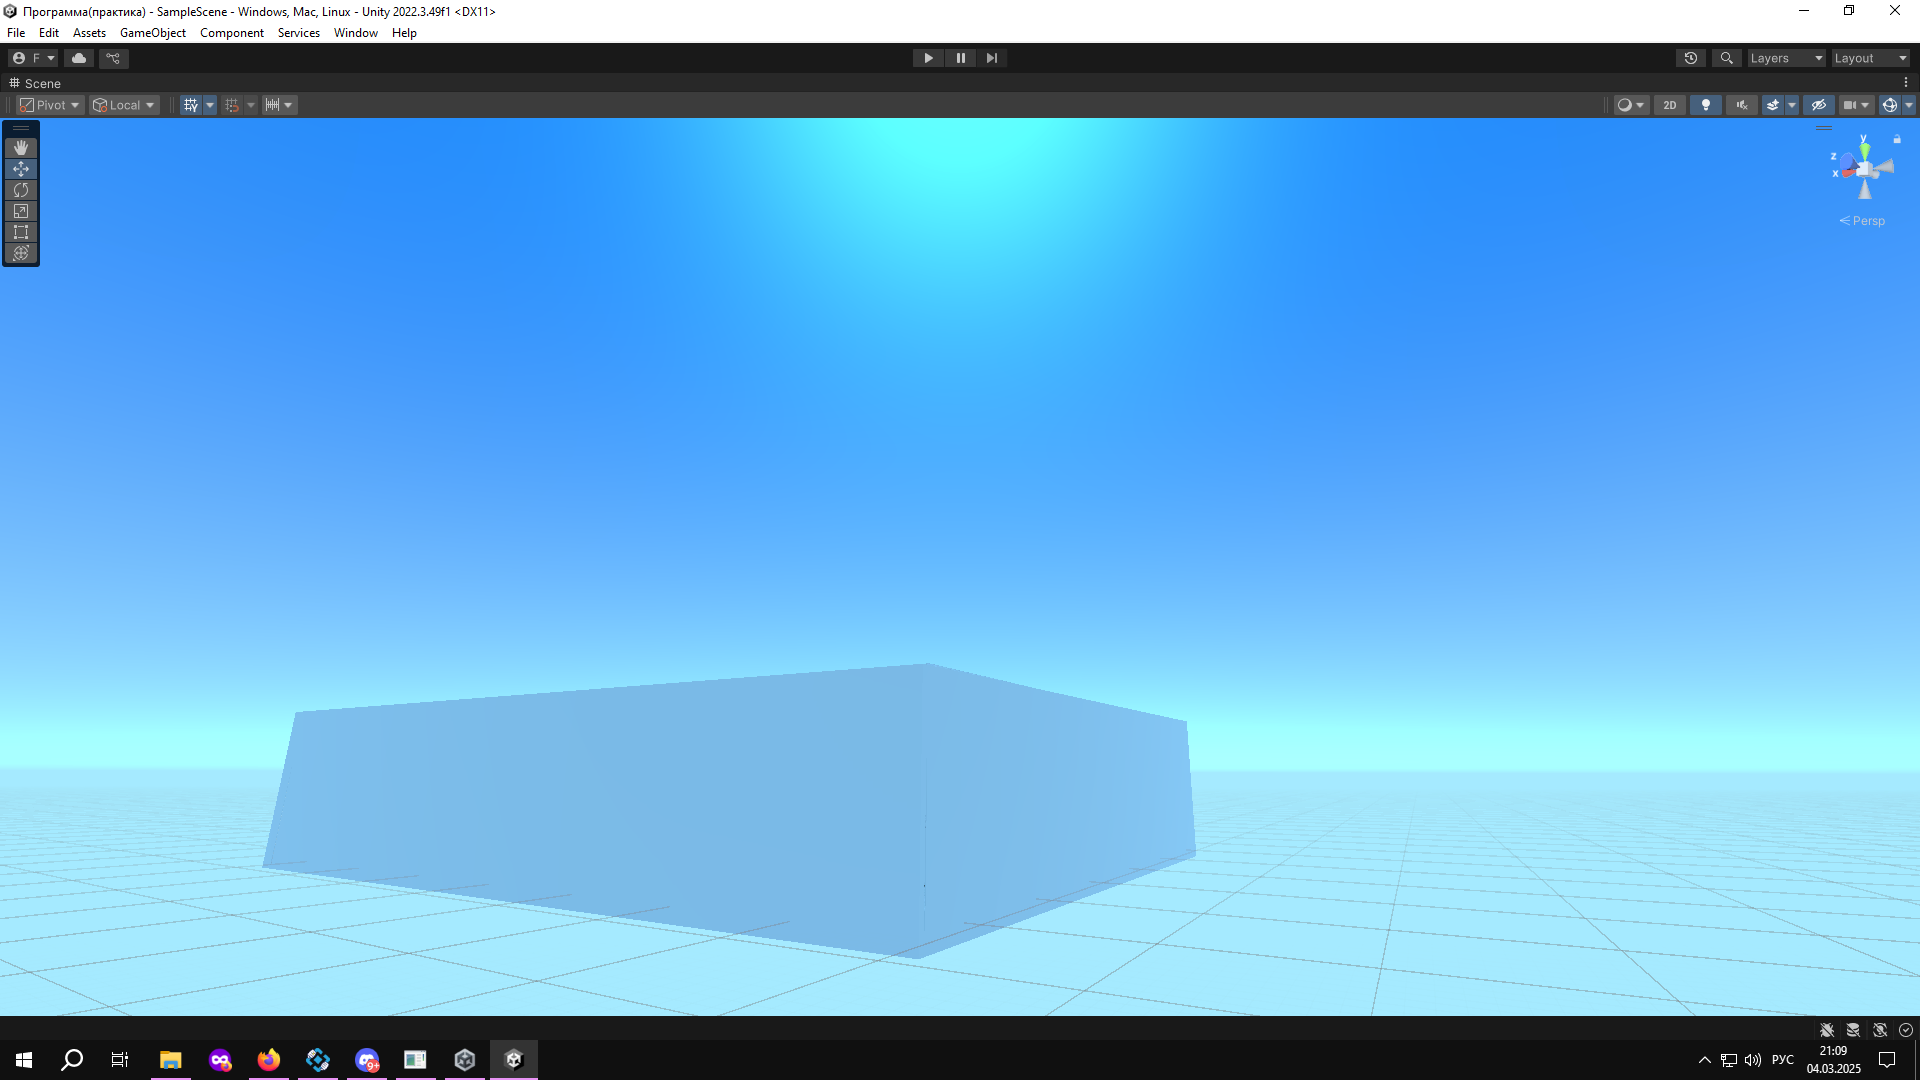 Программа(практика) - SampleScene - Windows, Mac, Linux - Unity 2022.3.49f1 <DX11>
File Edit Assets GameObject Component Services Window Help
F Layers Layout
Scene
Pivot Local 2D
y
z
x
Persp
9+
РУС
21:09
04.03.2025